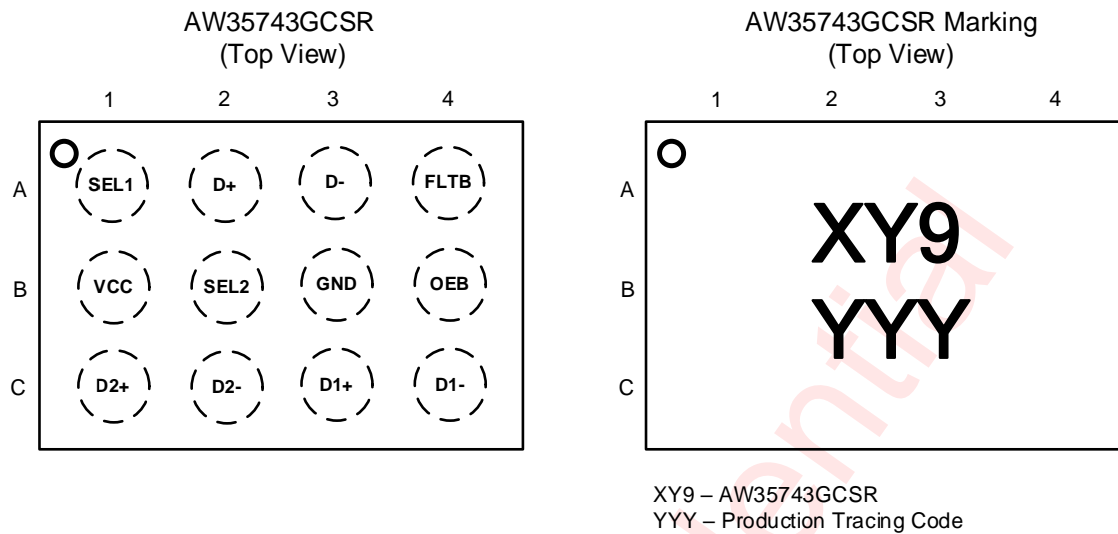 AW35743GCSR
(Top View)
1 2 3 4
A SEL1 D+ D- FLTB
B VCC SEL2 GND OEB
C D2+ D2- D1+ D1-
AW35743GCSR Marking
(Top View)
1 2 3 4
A
XY9
B
YYY
C
XY9 – AW35743GCSR
YYY – Production Tracing Code
ential